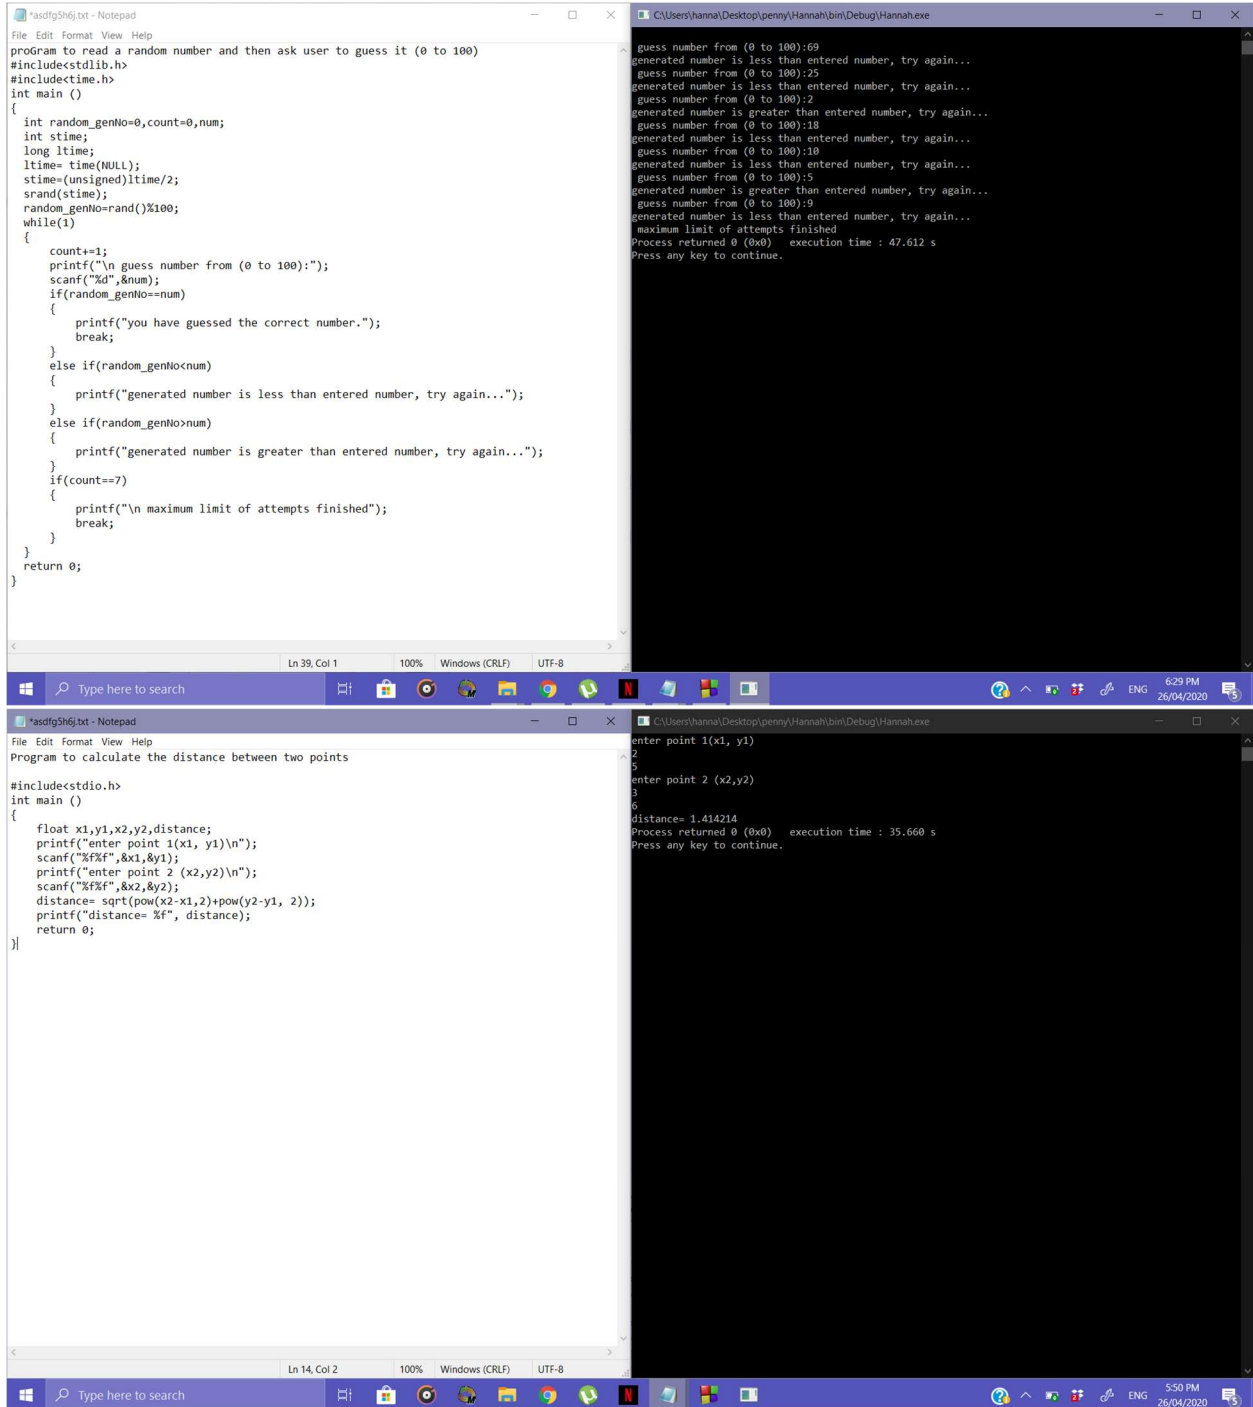 *asdfg5h6j.txt - Notepad
File Edit Format View Help
proGram to read a random number and then ask user to guess it (0 to 100)
#include<stdlib.h>
#include<time.h>
int main ()
{
  int random_genNo=0,count=0,num;
  int stime;
  long ltime;
  ltime= time(NULL);
  stime=(unsigned)ltime/2;
  srand(stime);
  random_genNo=rand()%100;
  while(1)
  {
      count+=1;
      printf("\n guess number from (0 to 100):");
      scanf("%d",&num);
      if(random_genNo==num)
      {
          printf("you have guessed the correct number.");
          break;
      }
      else if(random_genNo<num)
      {
          printf("generated number is less than entered number, try again...");
      }
      else if(random_genNo>num)
      {
          printf("generated number is greater than entered number, try again...");
      }
      if(count==7)
      {
          printf("\n maximum limit of attempts finished");
          break;
      }
  }
  return 0;
}
Ln 39, Col 1 100% Windows (CRLF) UTF-8
C:\Users\hanna\Desktop\penny\Hannah\bin\Debug\Hannah.exe
 guess number from (0 to 100):69
generated number is less than entered number, try again...
 guess number from (0 to 100):25
generated number is less than entered number, try again...
 guess number from (0 to 100):2
generated number is greater than entered number, try again...
 guess number from (0 to 100):18
generated number is less than entered number, try again...
 guess number from (0 to 100):10
generated number is less than entered number, try again...
 guess number from (0 to 100):5
generated number is greater than entered number, try again...
 guess number from (0 to 100):9
generated number is less than entered number, try again...
 maximum limit of attempts finished
Process returned 0 (0x0)   execution time : 47.612 s
Press any key to continue.
Type here to search
ENG
6:29 PM
26/04/2020
5
*asdfg5h6j.txt - Notepad
File Edit Format View Help
Program to calculate the distance between two points
#include<stdio.h>
int main ()
{
    float x1,y1,x2,y2,distance;
    printf("enter point 1(x1, y1)\n");
    scanf("%f%f",&x1,&y1);
    printf("enter point 2 (x2,y2)\n");
    scanf("%f%f",&x2,&y2);
    distance= sqrt(pow(x2-x1,2)+pow(y2-y1, 2));
    printf("distance= %f", distance);
    return 0;
}
Ln 14, Col 2 100% Windows (CRLF) UTF-8
C:\Users\hanna\Desktop\penny\Hannah\bin\Debug\Hannah.exe
enter point 1(x1, y1)
2
5
enter point 2 (x2,y2)
3
6
distance= 1.414214
Process returned 0 (0x0)   execution time : 35.660 s
Press any key to continue.
Type here to search
ENG
5:50 PM
26/04/2020
5